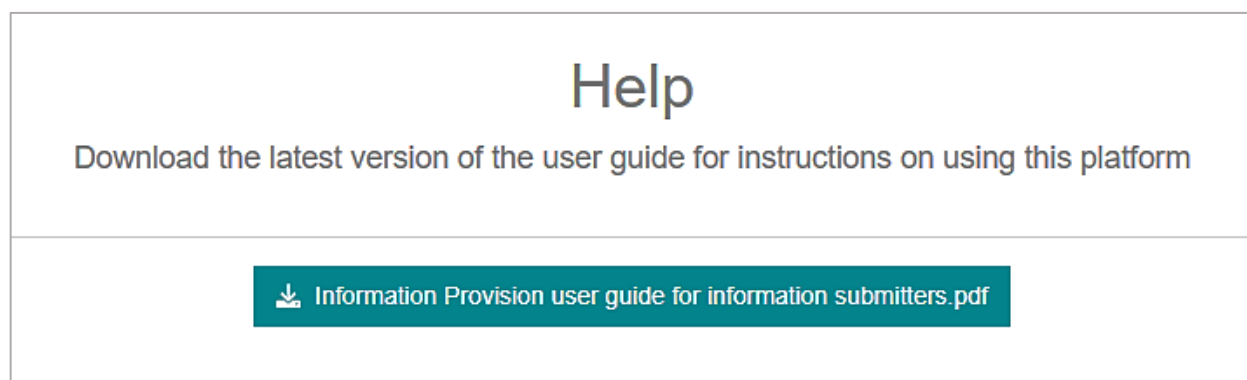 Help
Download the latest version of the user guide for instructions on using this platform
Information Provision user guide for information submitters.pdf